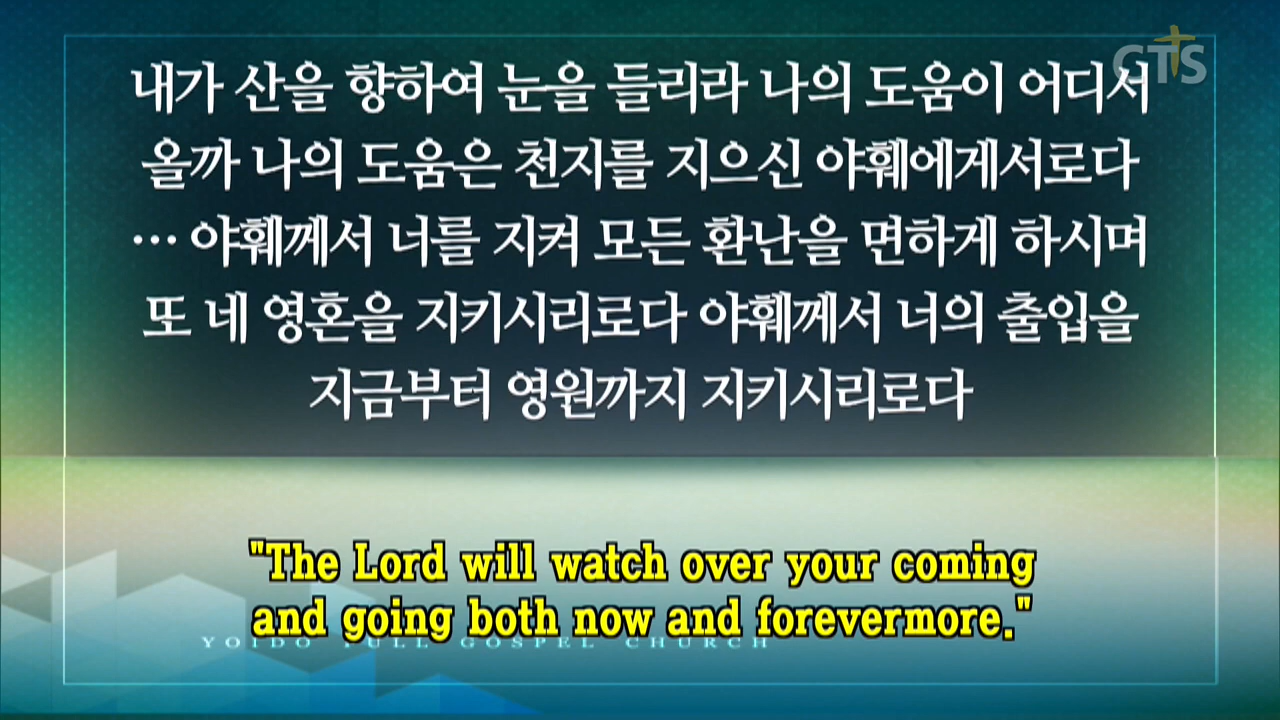 GTS
내가 산을 향하여 눈을 들리라 나의 도움이 어디서
올까 나의 도움은 천지를 지으신 야훼에게서로다
… 야훼께서 너를 지켜 모든 환난을 면하게 하시며
또 네 영혼을 지키시리로다 야훼께서 너의 출입을
지금부터 영원까지 지키시리로다
"The Lord will watch over your coming
and going both now and forevermore."
YOIDO FULL GOSPEL CHURCH